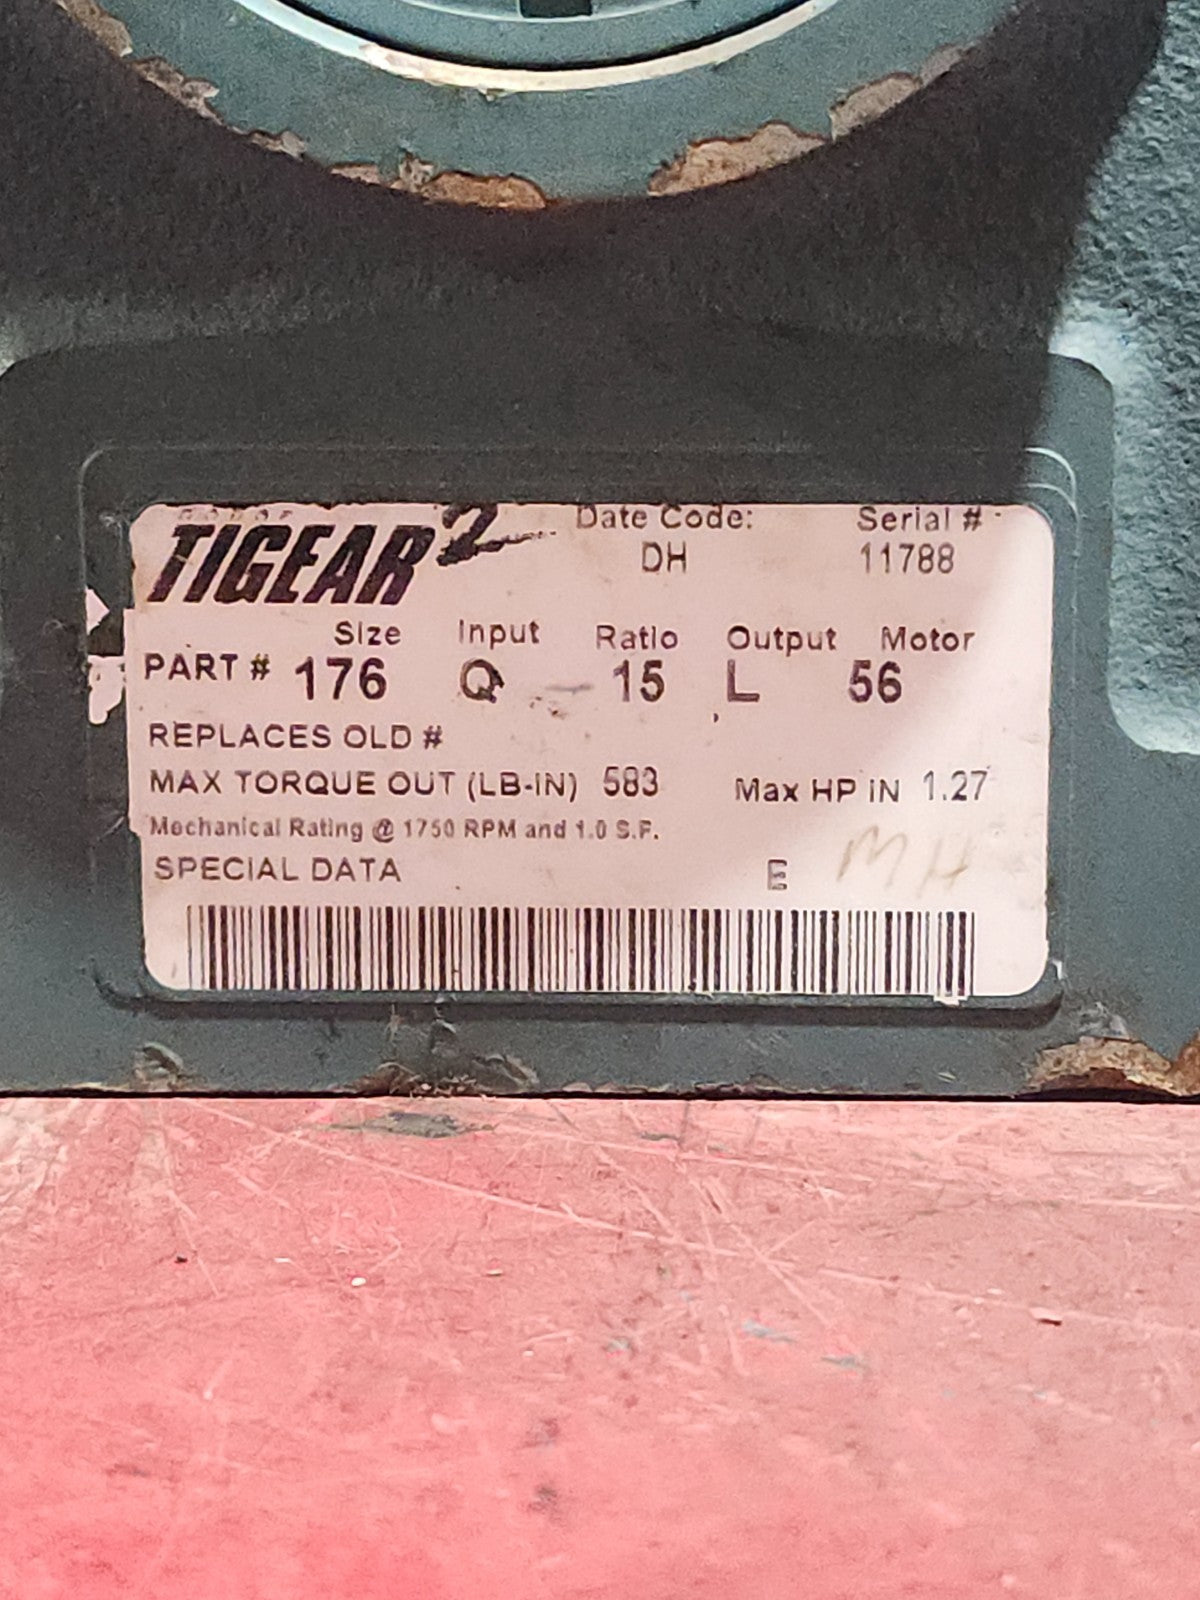 TIGEAR 2
Date Code: Serial #
DH 11788
Size Input Ratio Output Motor
PART # 176 Q - 15 L 56
REPLACES OLD #
MAX TORQUE OUT (LB-IN) 583 Max HP IN 1.27
Mechanical Rating @ 1750 RPM and 1.0 S.F.
SPECIAL DATA E